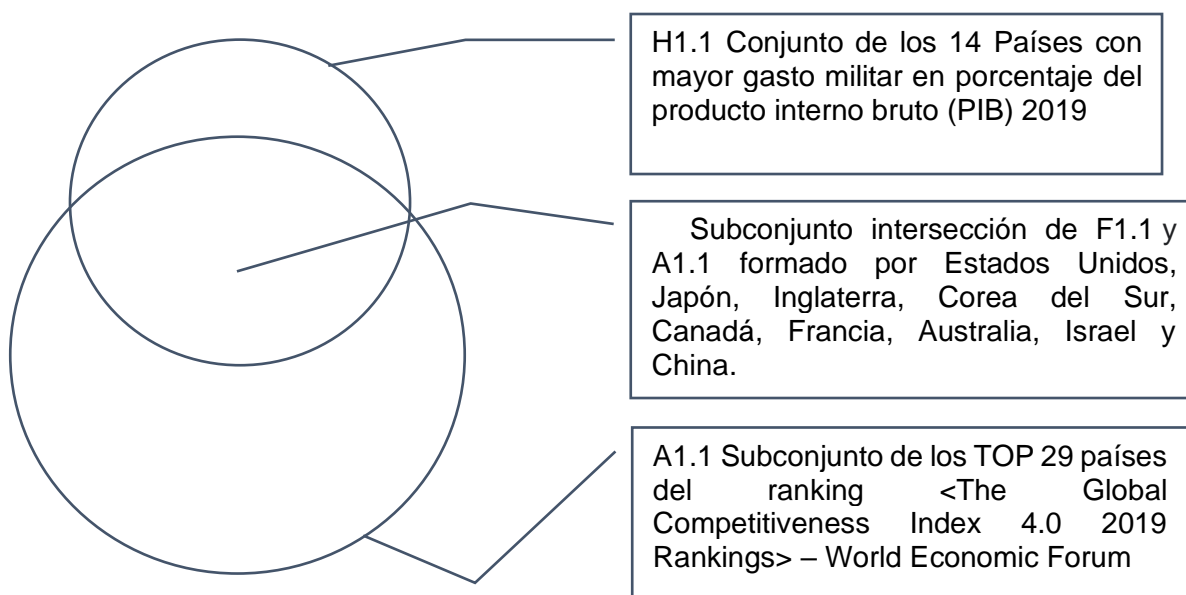 H1.1 Conjunto de los 14 Países con
mayor gasto militar en porcentaje del
producto interno bruto (PIB) 2019
Subconjunto intersección de F1.1 y
A1.1 formado por Estados Unidos,
Japón, Inglaterra, Corea del Sur,
Canadá, Francia, Australia, Israel y
China.
A1.1 Subconjunto de los TOP 29 países
del ranking <The Global
Competitiveness Index 4.0 2019
Rankings> – World Economic Forum